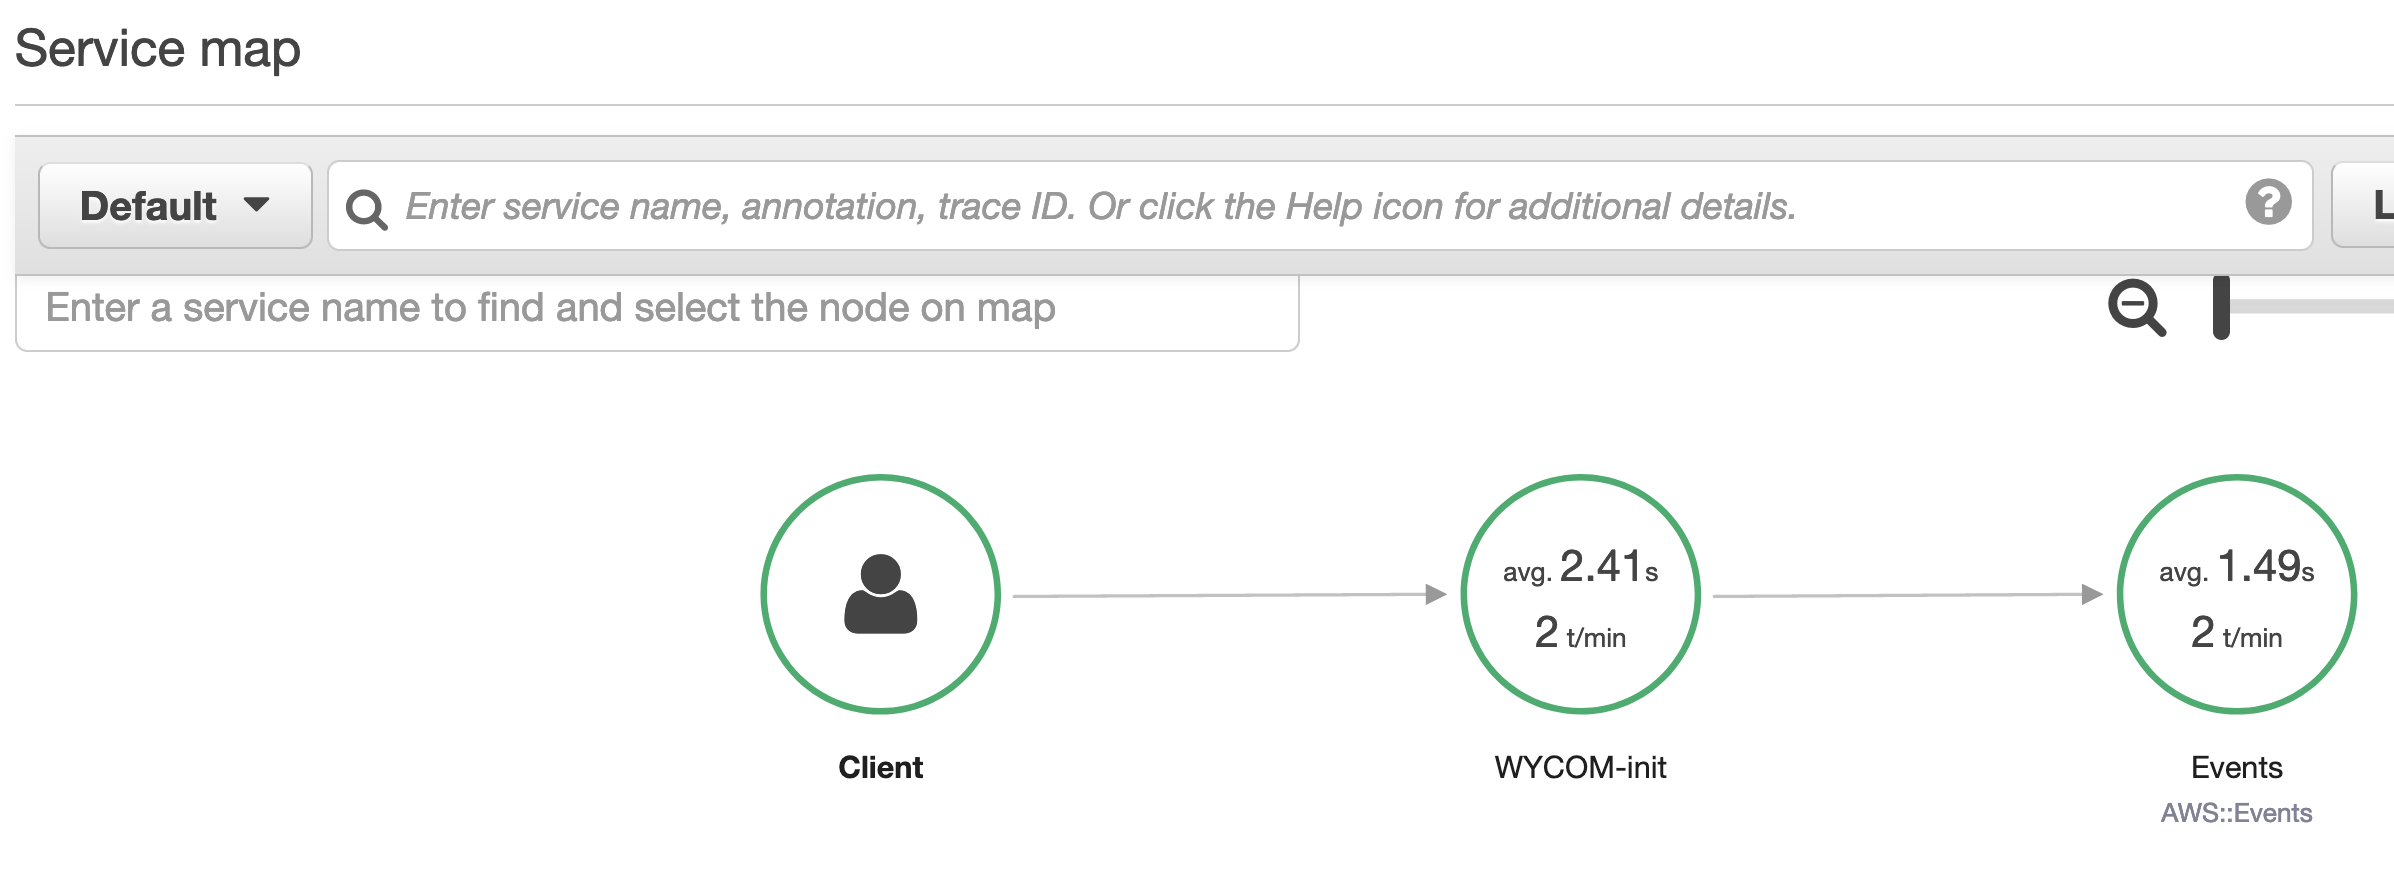 Service map
Default
Enter service name, annotation, trace ID. Or click the Help icon for additional details.
?
L
Enter a service name to find and select the node on map
avg. 2.41s
2 t/min
avg. 1.49s
2 t/min
Client
WYCOM-init
Events
AWS::Events